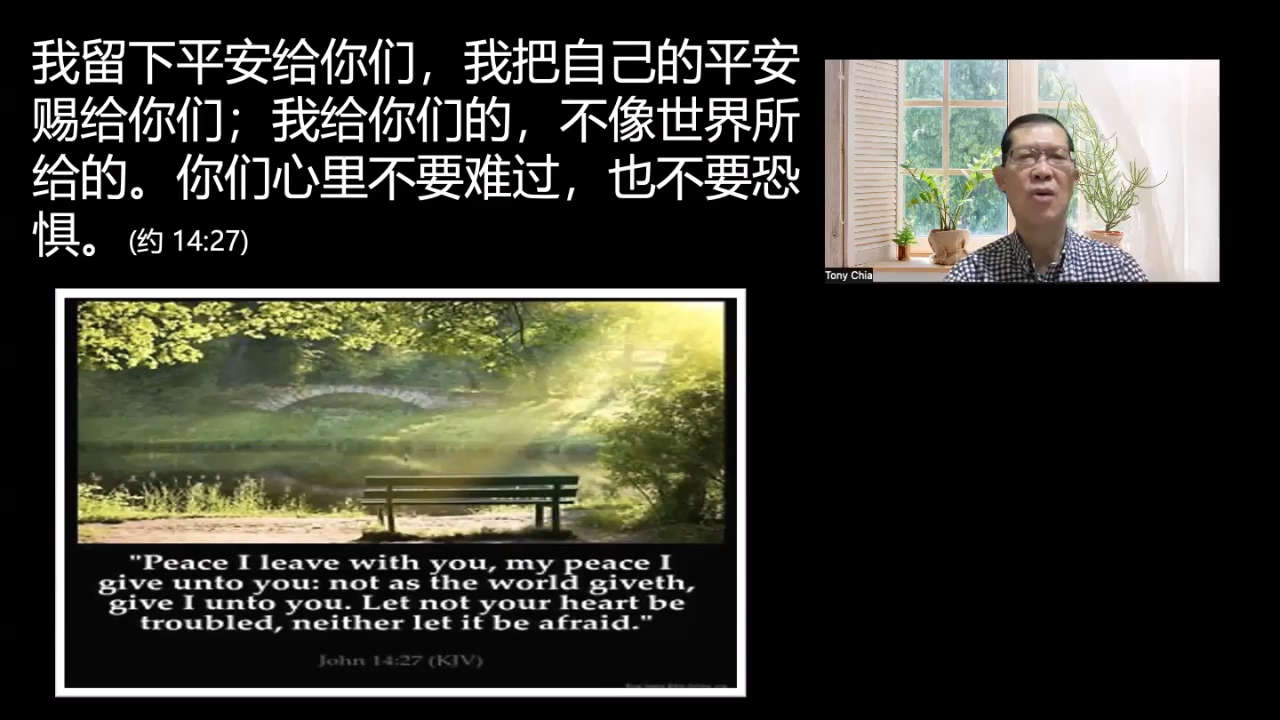 我留下平安给你们，我把自己的平安
赐给你们；我给你们的，不像世界所
给的。你们心里不要难过，也不要恐
惧。(约 14:27)
Tony Chia
"Peace I leave with you, my peace I
give unto you: not as the world giveth,
give I unto you. Let not your heart be
troubled, neither let it be afraid."
John 14:27 (KJV)